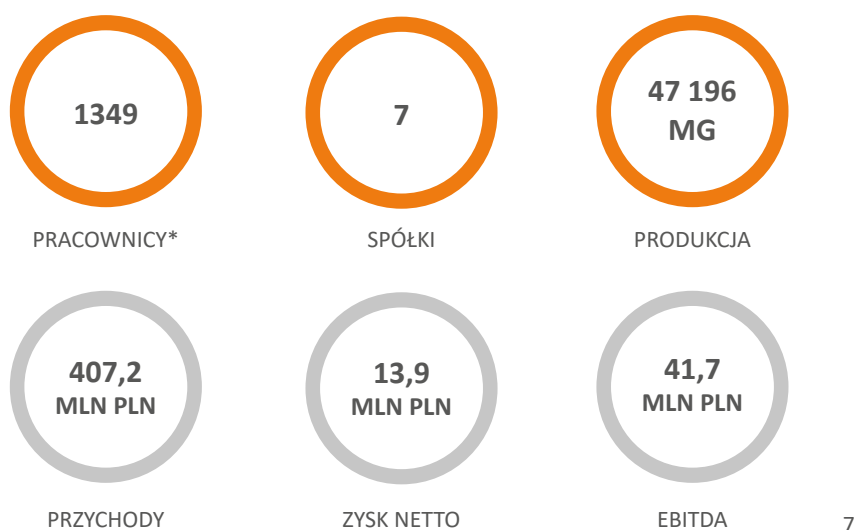 1349
7
47 196
MG
PRACOWNICY*
SPÓŁKI
PRODUKCJA
407,2
MLN PLN
13,9
MLN PLN
41,7
MLN PLN
PRZYCHODY
ZYSK NETTO
EBITDA
7